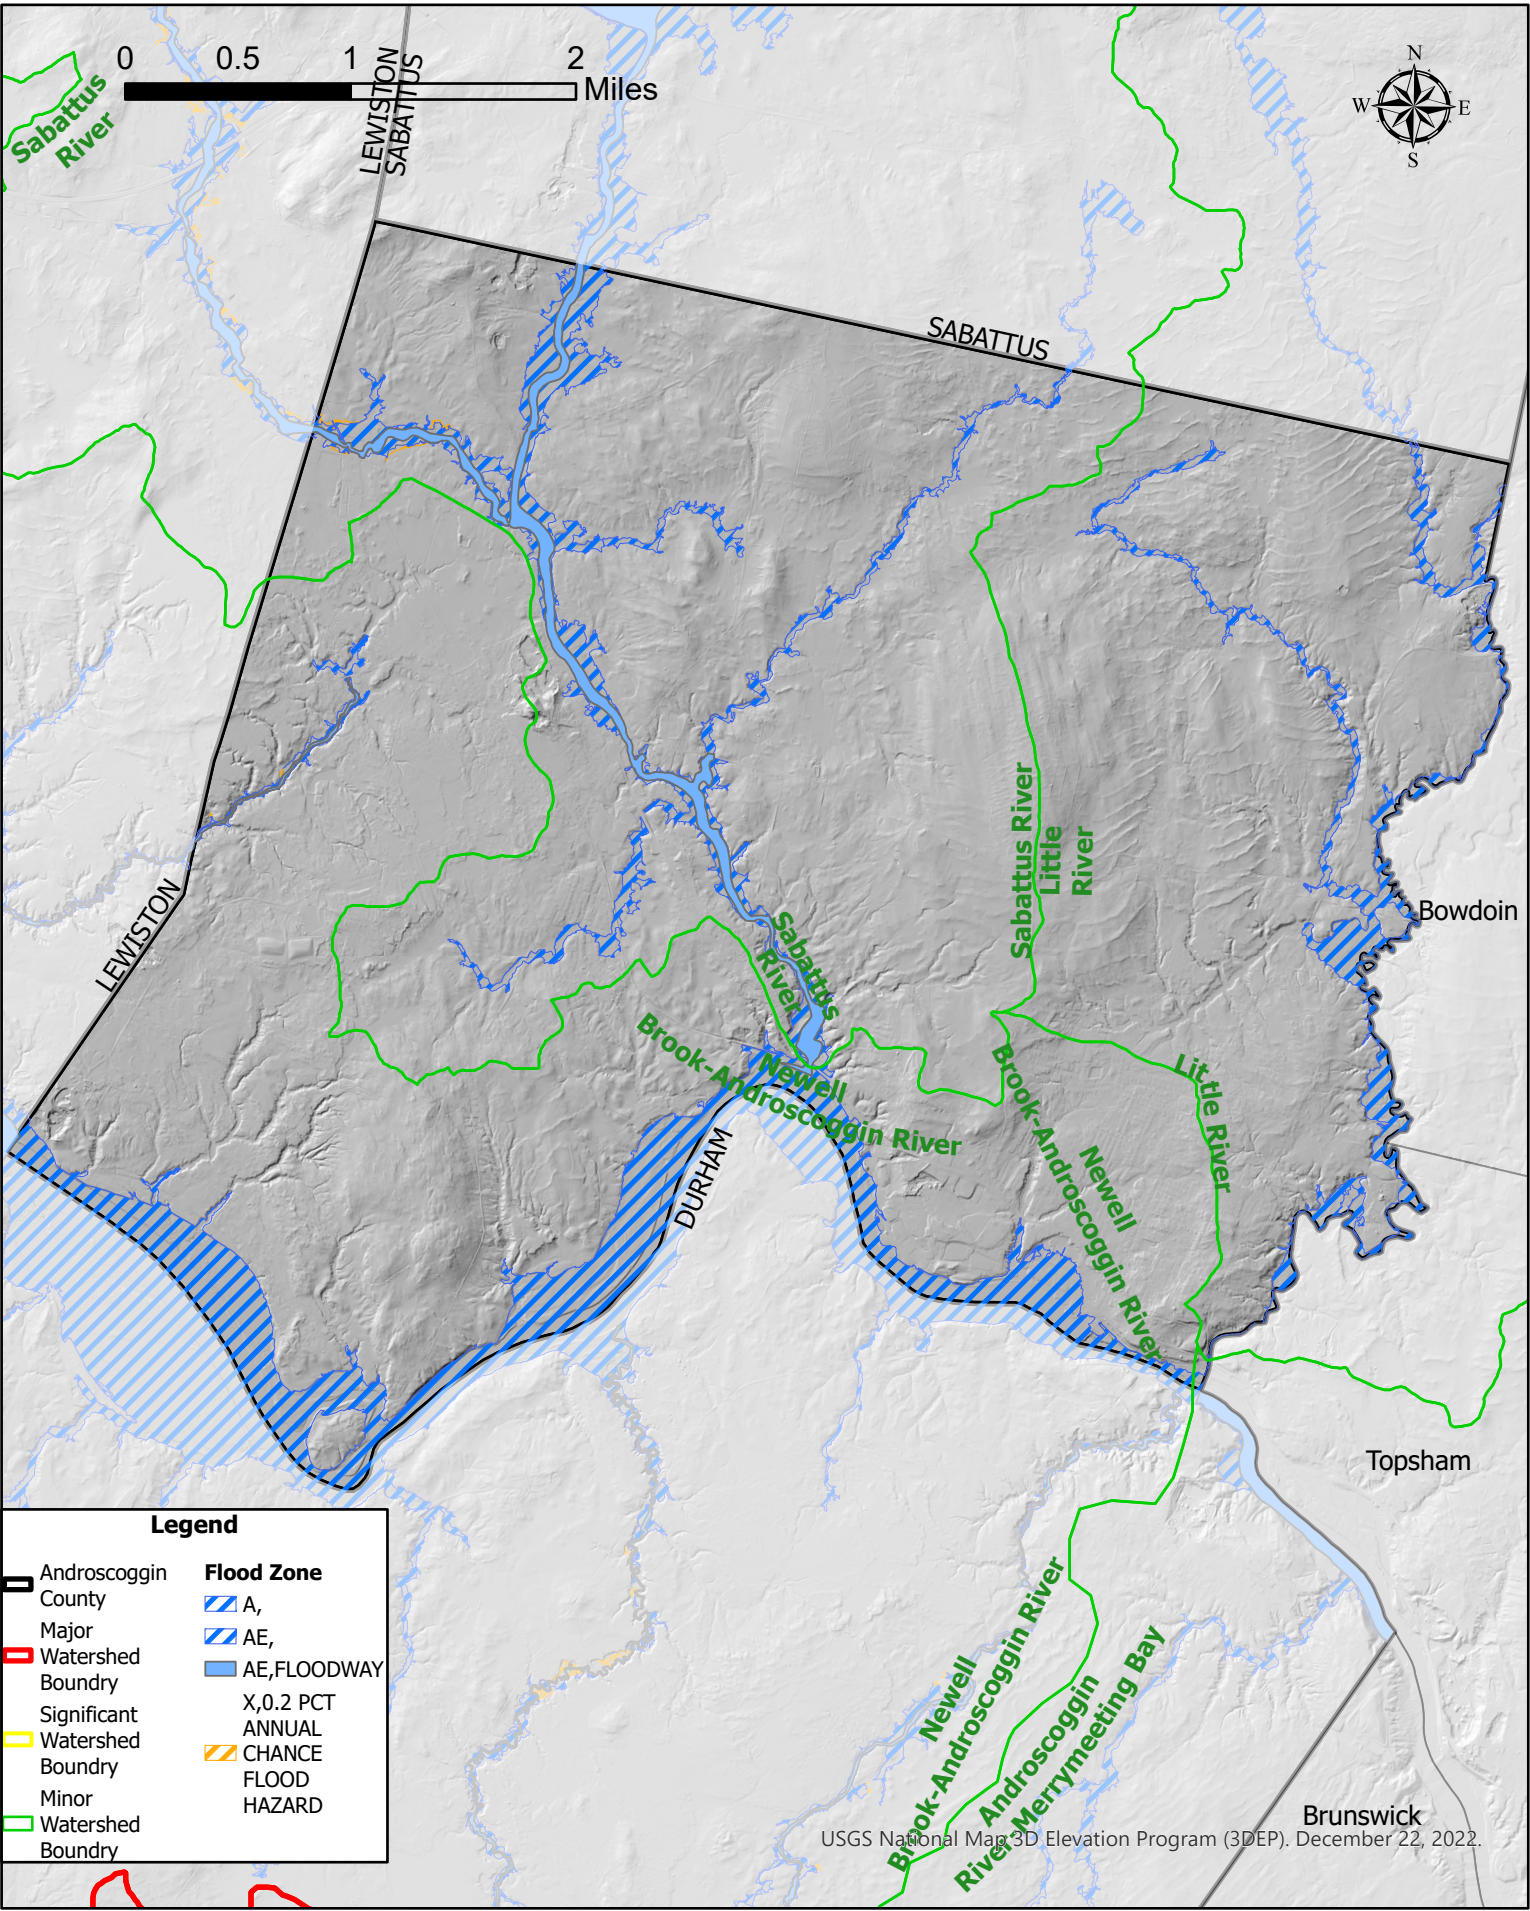 0 0.5 1 2
Miles
N
W E
S
LEWISTON
SABATTUS
Sabattus
River
SABATTUS
Sabattus River
Little
River
Bowdoin
LEWISTON
Sabattus
River
Newell
Brook-Androscoggin River
DURHAM
Little River
Newell
Brook-Androscoggin River
Topsham
Newell
Brook-Androscoggin River
Androscoggin
River-Merrymeeting Bay
Brunswick
USGS National Map 3D Elevation Program (3DEP). December 22, 2022.
Legend
Androscoggin
County
Major
Watershed
Boundry
Significant
Watershed
Boundry
Minor
Watershed
Boundry
Flood Zone
A,
AE,
AE,FLOODWAY
X,0.2 PCT
ANNUAL
CHANCE
FLOOD
HAZARD